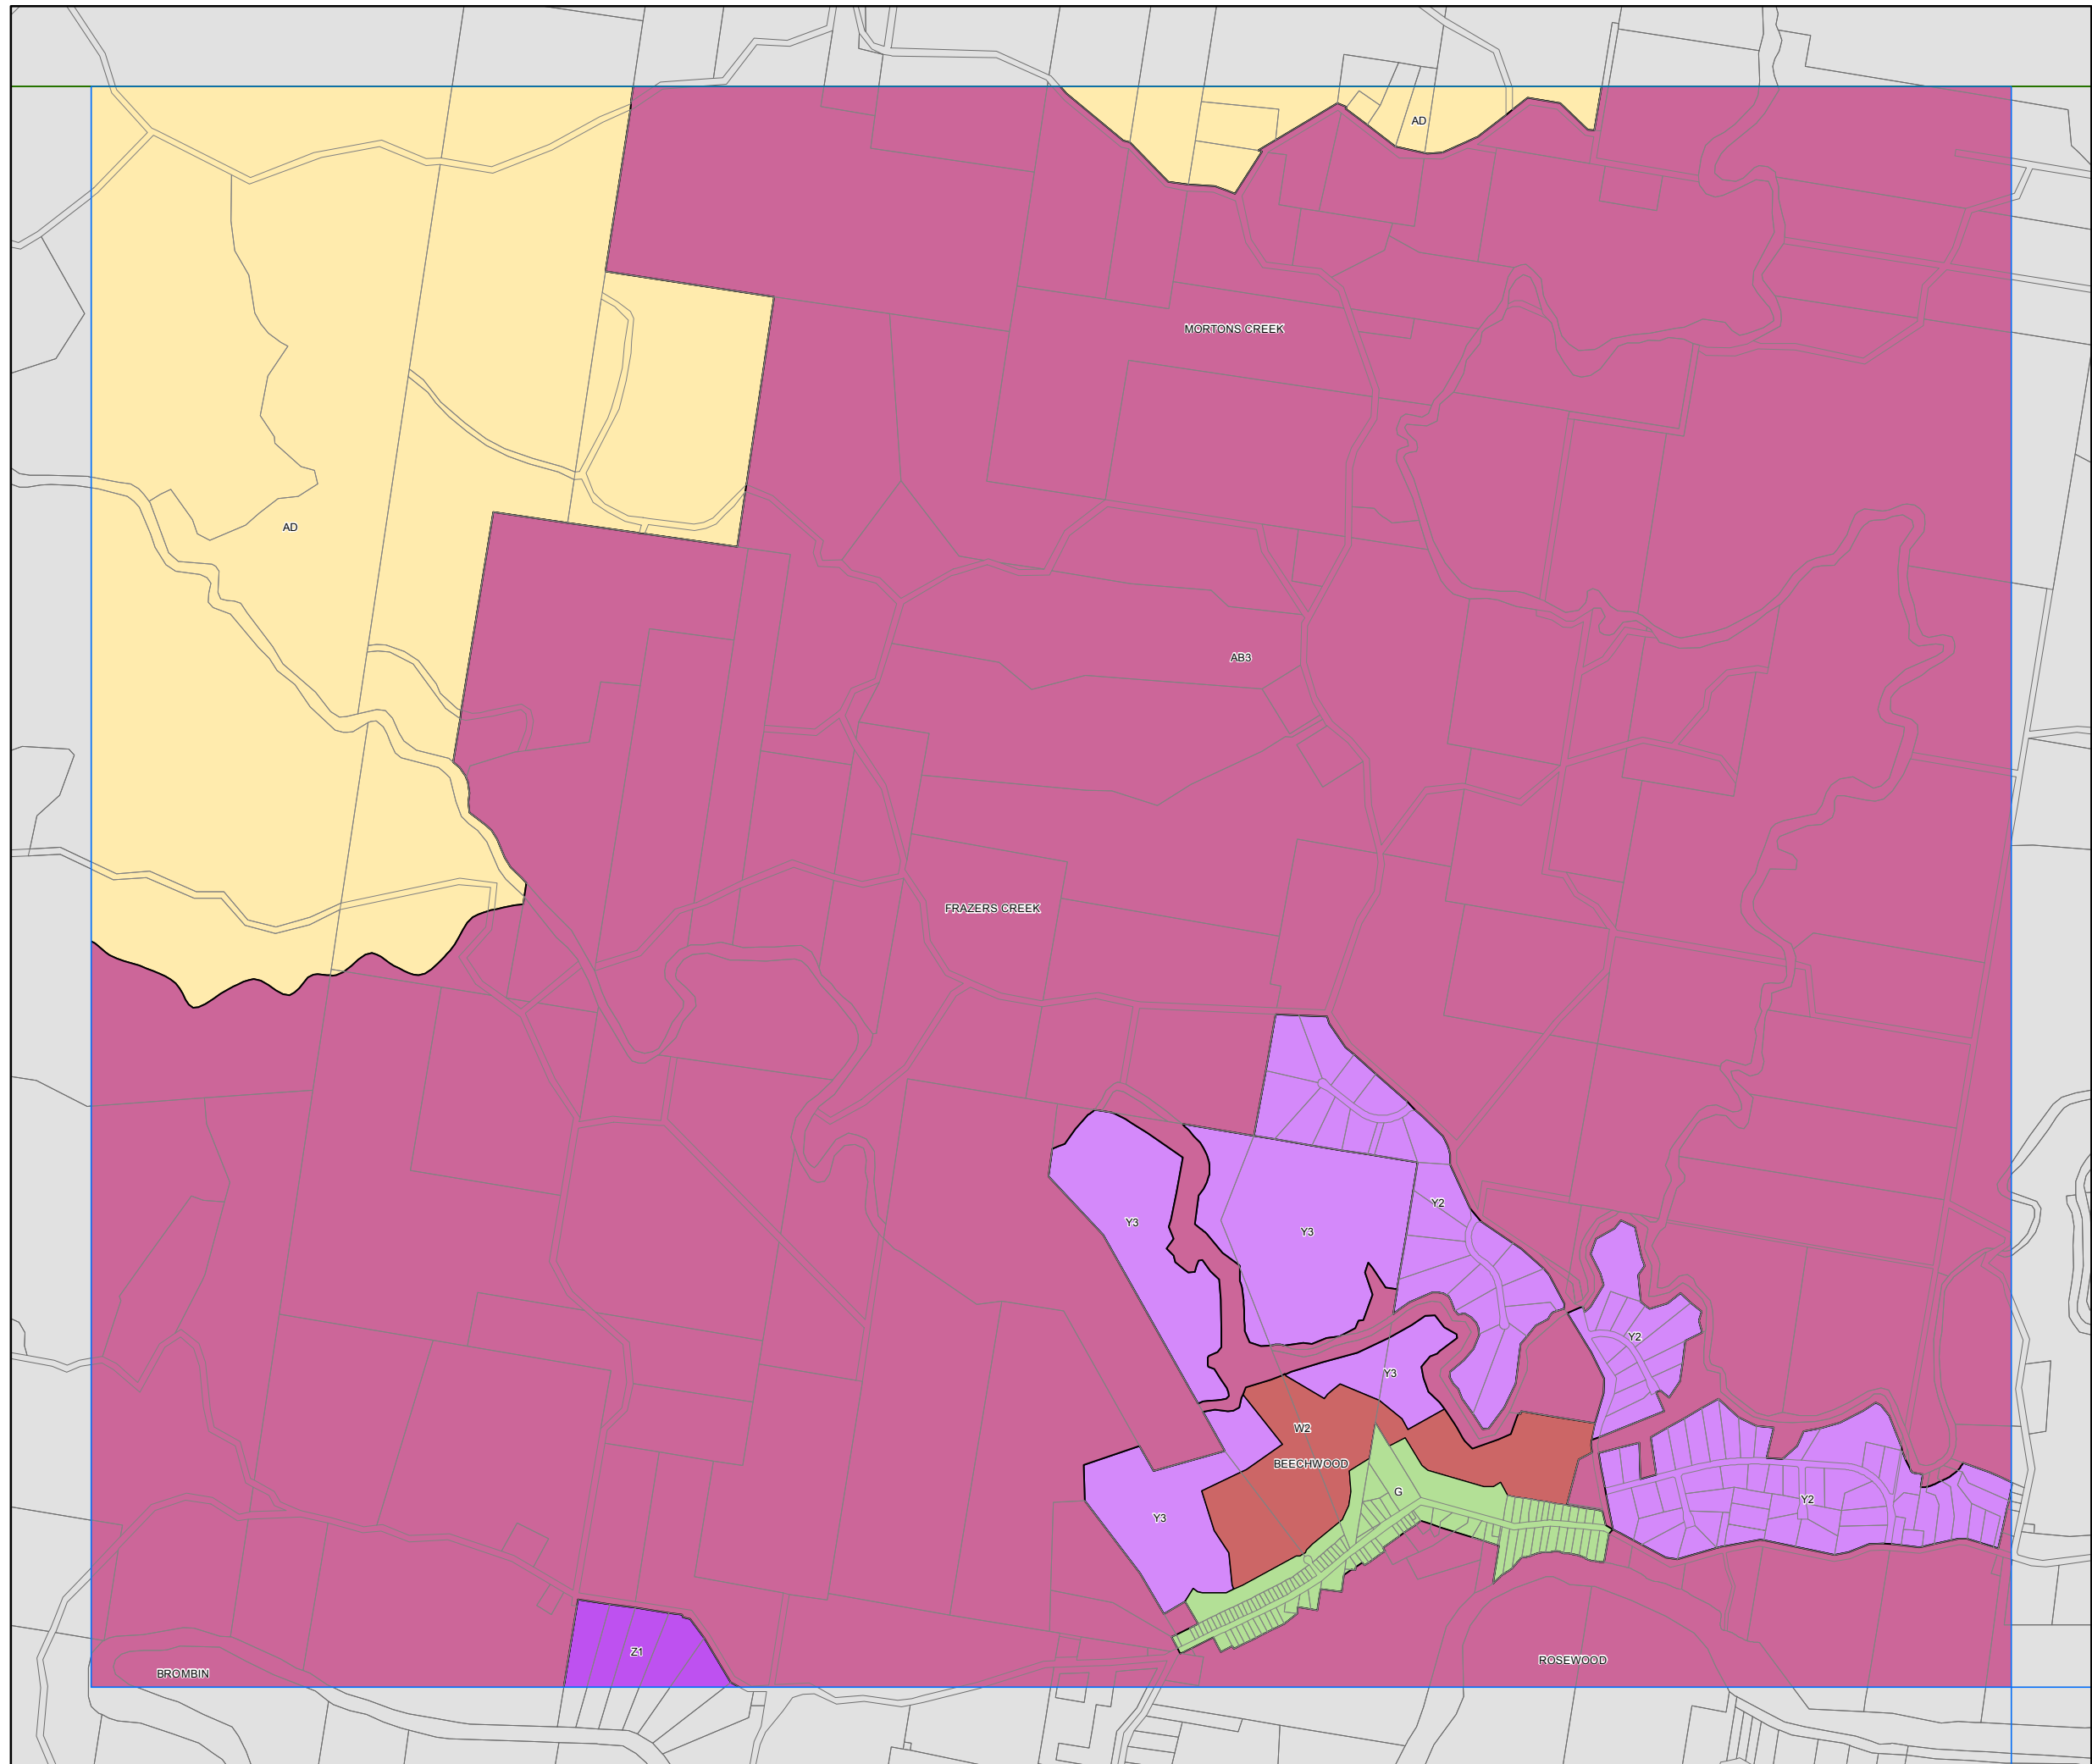 AD
MORTONS CREEK
AD
AB3
FRAZERS CREEK
Y2
Y3
Y3
Y2
Y3
W2
BEECHWOOD
G
Y2
Y3
Z1
ROSEWOOD
BROMBIN